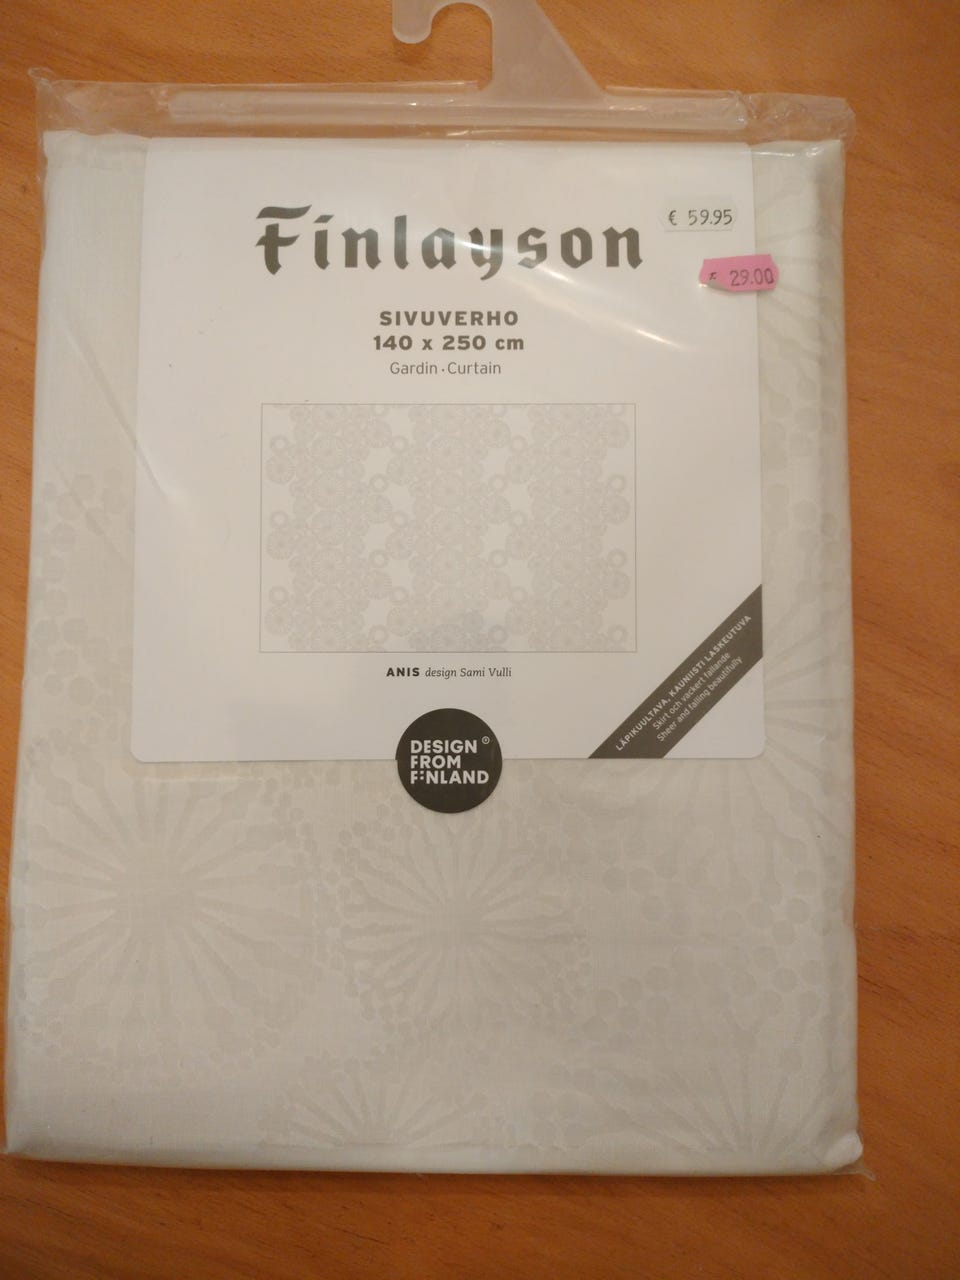 Finlayson
€ 59.95
€ 29.00
SIVUVERHO
140 x 250 cm
Gardin · Curtain
ANIS design Sami Vulli
LÄPIKUULTAVA, KAUNIISTI LASKEUTUVA
Skirt och vackert fallande
Sheer and falling beautifully
DESIGN ®
FROM
FINLAND